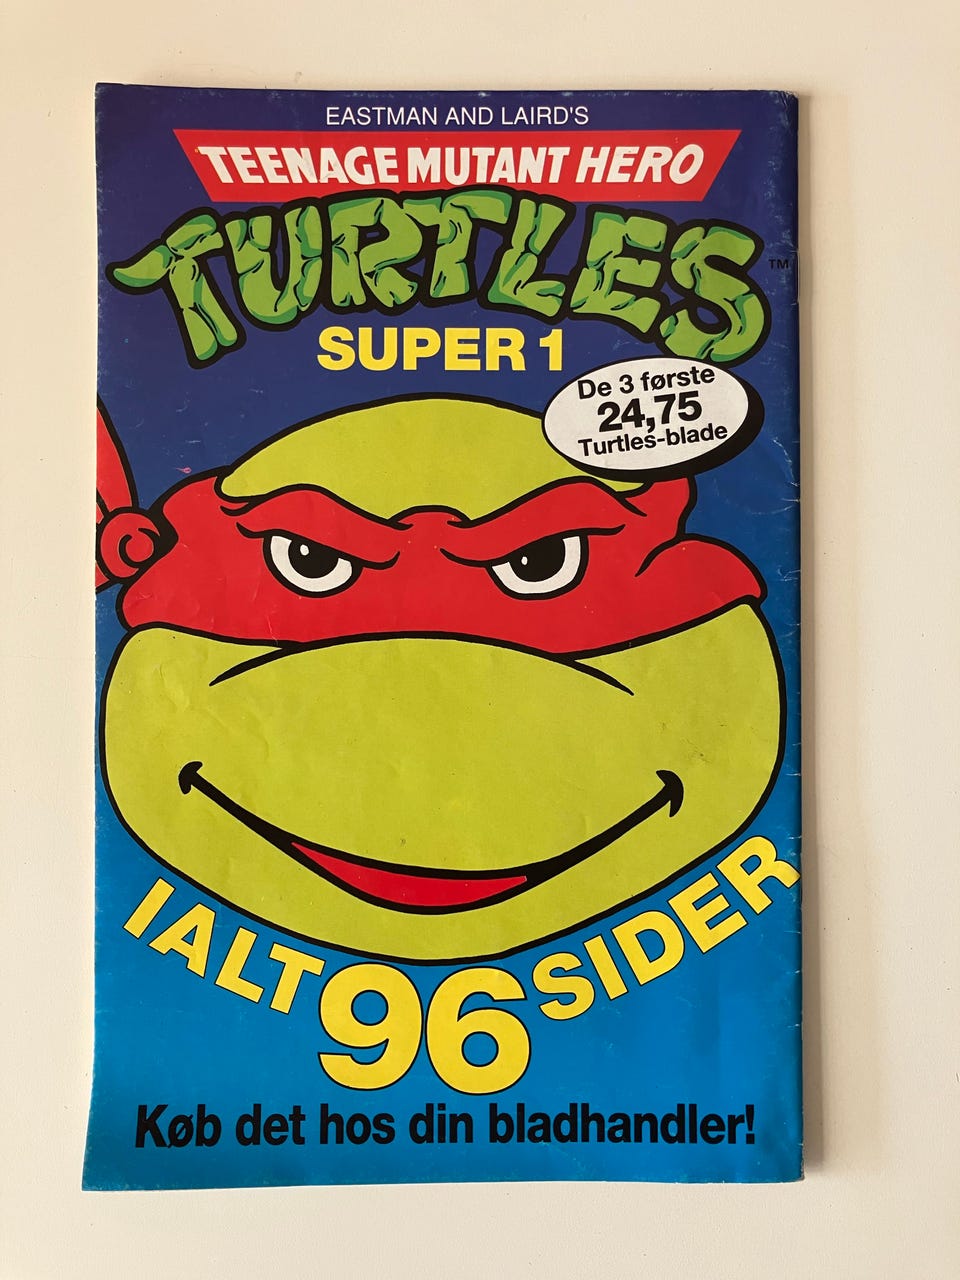 EASTMAN AND LAIRD'S
TEENAGE MUTANT HERO
TURTLES
TM
SUPER 1
De 3 første
24,75
Turtles-blade
IALT 96 SIDER
Køb det hos din bladhandler!